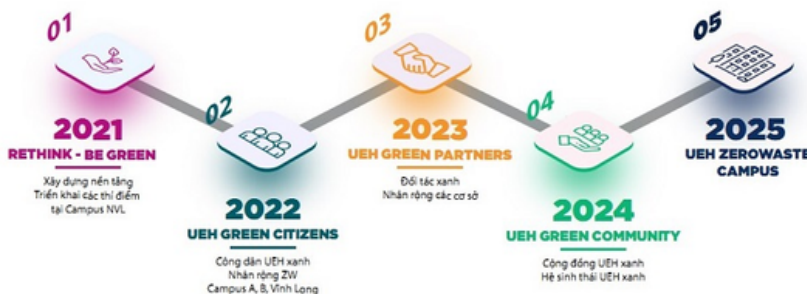 01
2021
RETHINK - BE GREEN
Xây dựng nền tảng
Triển khai các thí điểm
tại Campus NVL
02
2022
UEH GREEN CITIZENS
Công dân UEH xanh
Nhân rộng ZW
Campus A, B, Vĩnh Long
03
2023
UEH GREEN PARTNERS
Đối tác xanh
Nhân rộng các cơ sở
04
2024
UEH GREEN COMMUNITY
Cộng đồng UEH xanh
Hệ sinh thái UEH xanh
05
2025
UEH ZEROWASTE
CAMPUS